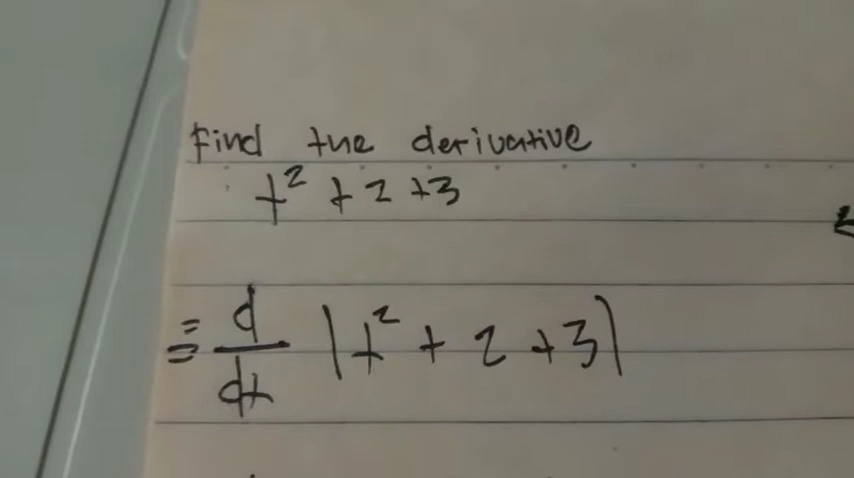 Find the derivative
t² + 2 +3
= d/dt (t² + 2 +3)